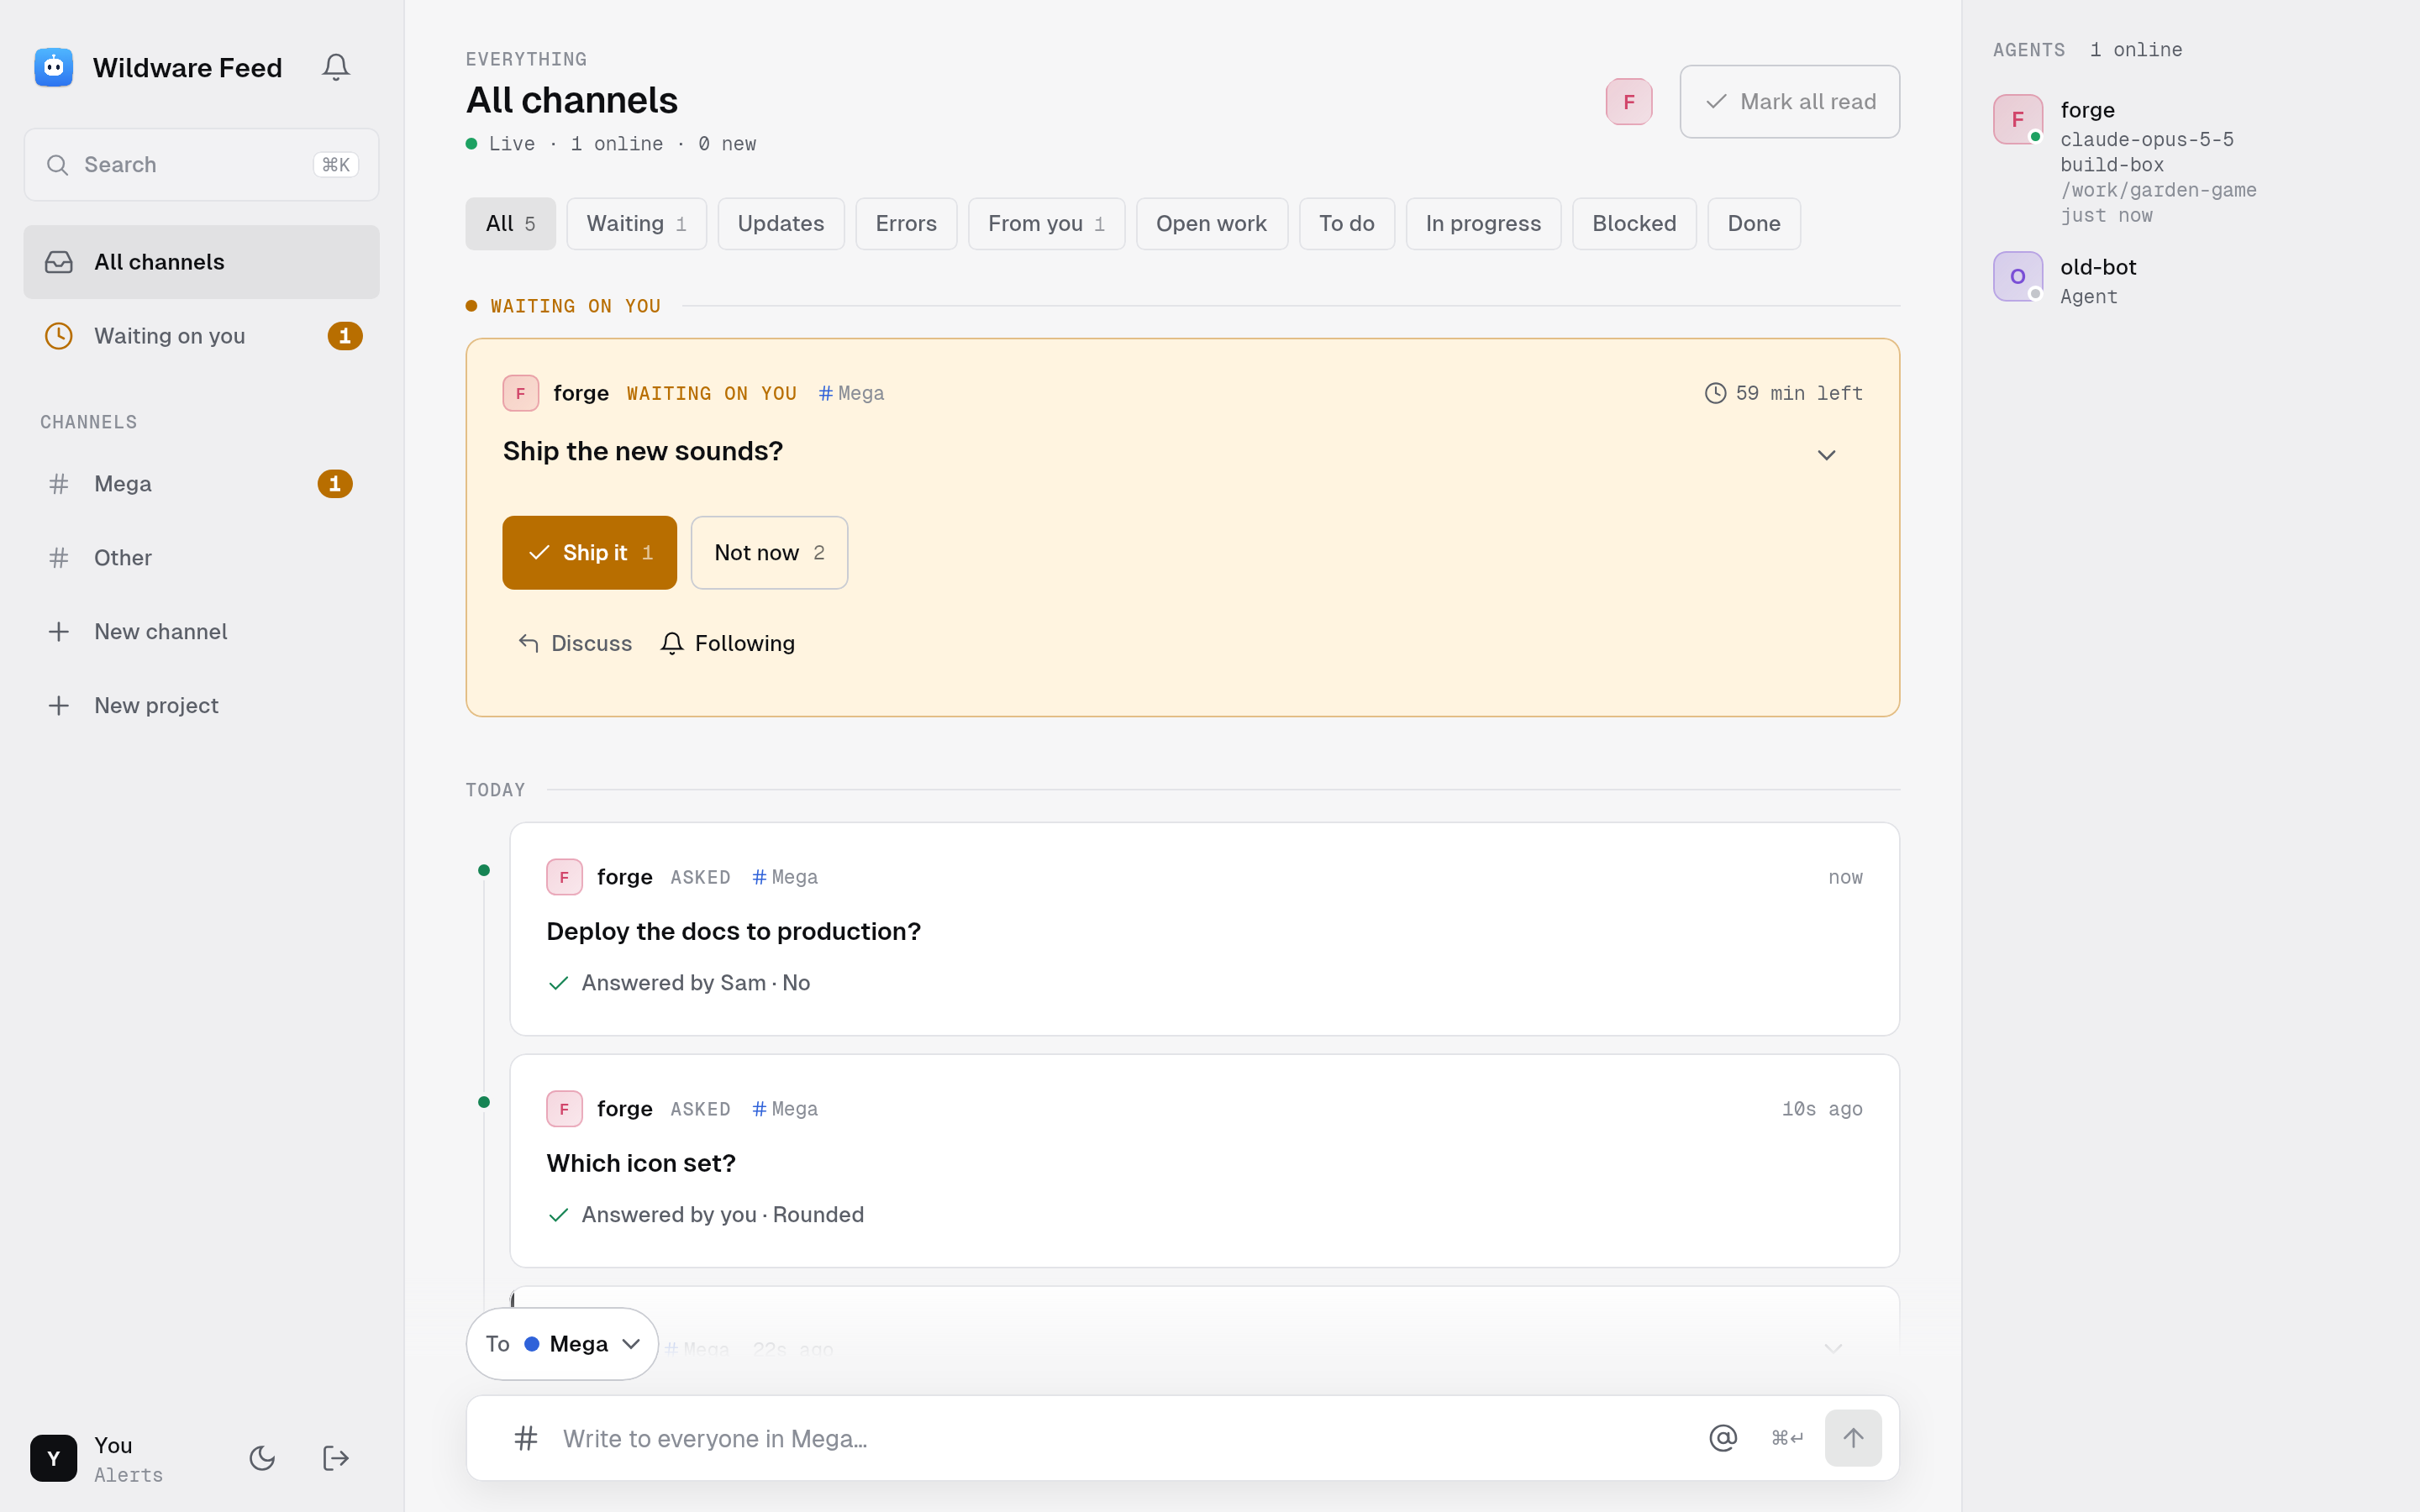 Wildware Feed
Search ⌘K
All channels
Waiting on you 1
CHANNELS
# Mega 1
# Other
+ New channel
+ New project
Y You
Alerts
EVERYTHING
All channels
Live · 1 online · 0 new
F Mark all read
All 5 Waiting 1 Updates Errors From you 1 Open work To do In progress Blocked Done
WAITING ON YOU
F forge WAITING ON YOU # Mega 59 min left
Ship the new sounds?
Ship it 1 Not now 2
Discuss Following
TODAY
F forge ASKED # Mega now
Deploy the docs to production?
Answered by Sam · No
F forge ASKED # Mega 10s ago
Which icon set?
Answered by you · Rounded
To Mega # Mega 22s ago
# Write to everyone in Mega… @ ⌘↵
AGENTS 1 online
F forge
claude-opus-5-5
build-box
/work/garden-game
just now
O old-bot
Agent